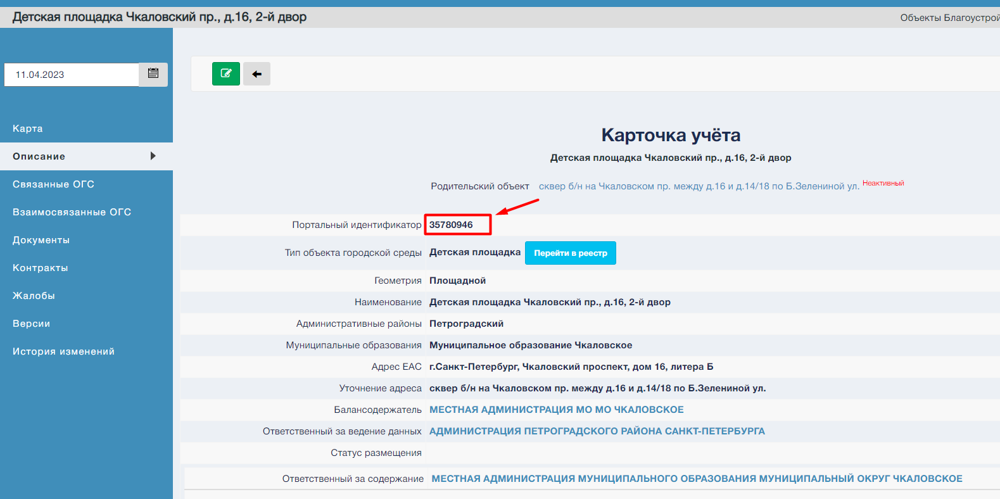 Детская площадка Чкаловский пр., д.16, 2-й двор
Объекты Благоустрой
11.04.2023
Карта
Описание
Связанные ОГС
Взаимосвязанные ОГС
Документы
Контракты
Жалобы
Версии
История изменений
Карточка учёта
Детская площадка Чкаловский пр., д.16, 2-й двор
Родительский объект сквер б/н на Чкаловском пр. между д.16 и д.14/18 по Б.Зелениной ул. Неактивный
Портальный идентификатор 35780946
Тип объекта городской среды Детская площадка Перейти в реестр
Геометрия Площадной
Наименование Детская площадка Чкаловский пр., д.16, 2-й двор
Административные районы Петроградский
Муниципальные образования Муниципальное образование Чкаловское
Адрес ЕАС г.Санкт-Петербург, Чкаловский проспект, дом 16, литера Б
Уточнение адреса сквер б/н на Чкаловском пр. между д.16 и д.14/18 по Б.Зелениной ул.
Балансодержатель МЕСТНАЯ АДМИНИСТРАЦИЯ МО МО ЧКАЛОВСКОЕ
Ответственный за ведение данных АДМИНИСТРАЦИЯ ПЕТРОГРАДСКОГО РАЙОНА САНКТ-ПЕТЕРБУРГА
Статус размещения
Ответственный за содержание МЕСТНАЯ АДМИНИСТРАЦИЯ МУНИЦИПАЛЬНОГО ОБРАЗОВАНИЯ МУНИЦИПАЛЬНЫЙ ОКРУГ ЧКАЛОВСКОЕ